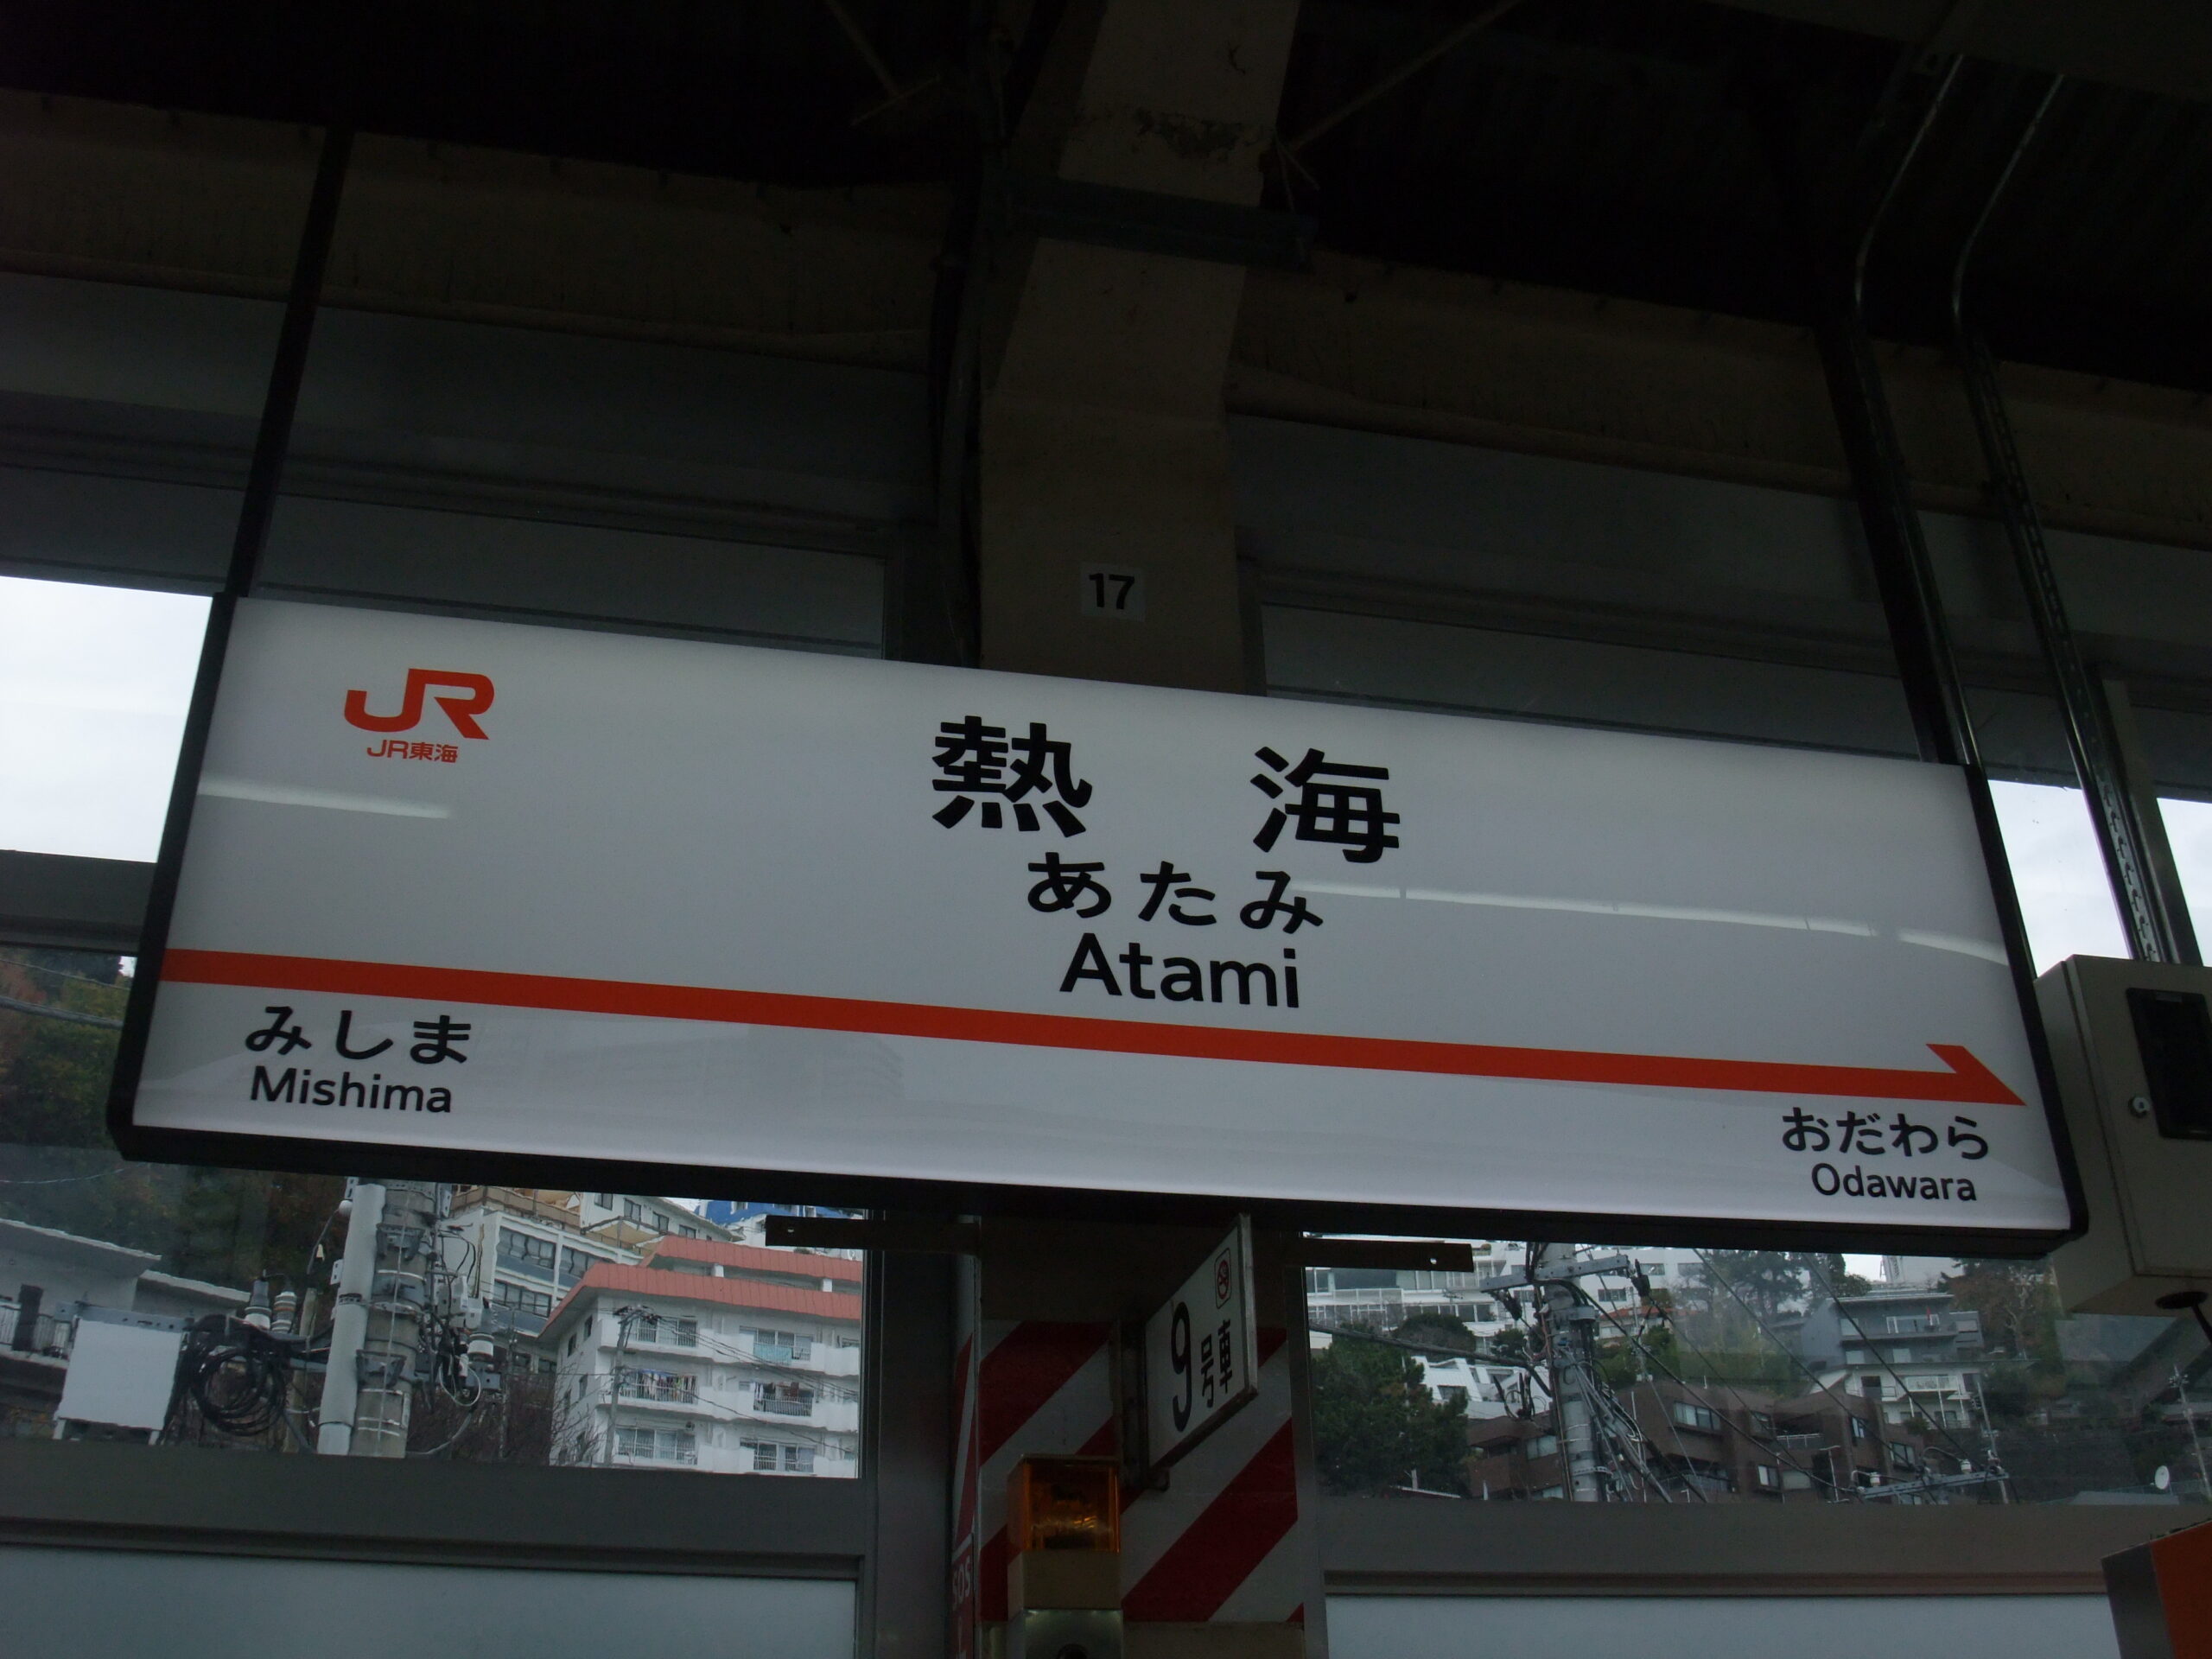 17
JR
JR東海
熱海
あたみ
Atami
みしま
Mishima
おだわら
Odawara
9号車
SOS